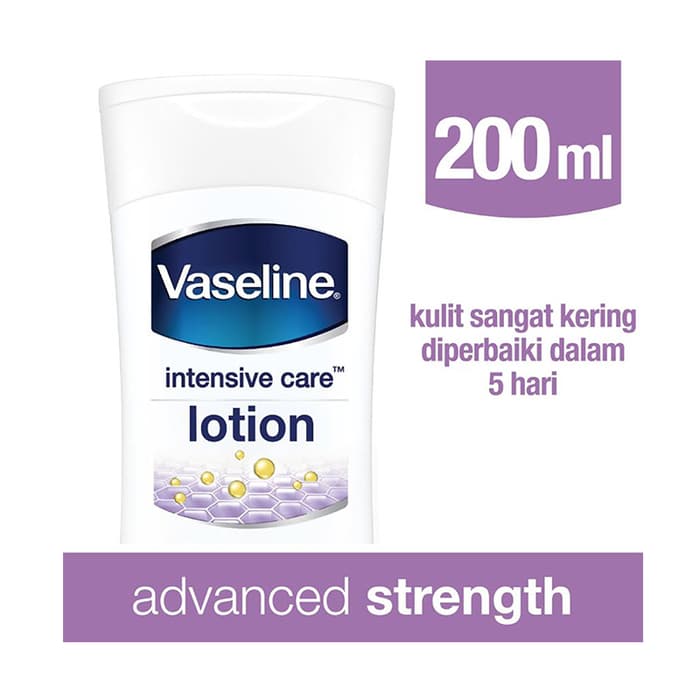 200 ml
Vaseline®
intensive care™
lotion
kulit sangat kering
diperbaiki dalam
5 hari
advanced strength